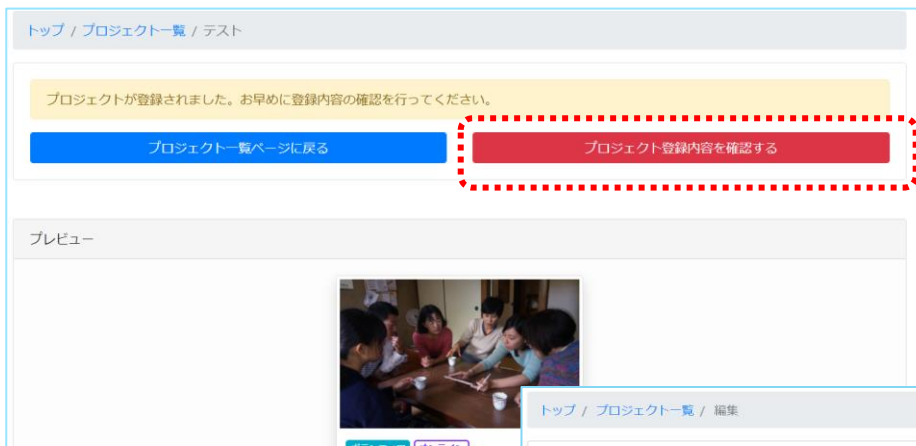 トップ / プロジェクト一覧 / テスト
プロジェクトが登録されました。お早めに登録内容の確認を行ってください。
プロジェクト一覧ページに戻る
プロジェクト登録内容を確認する
プレビュー
トップ / プロジェクト一覧 / 編集